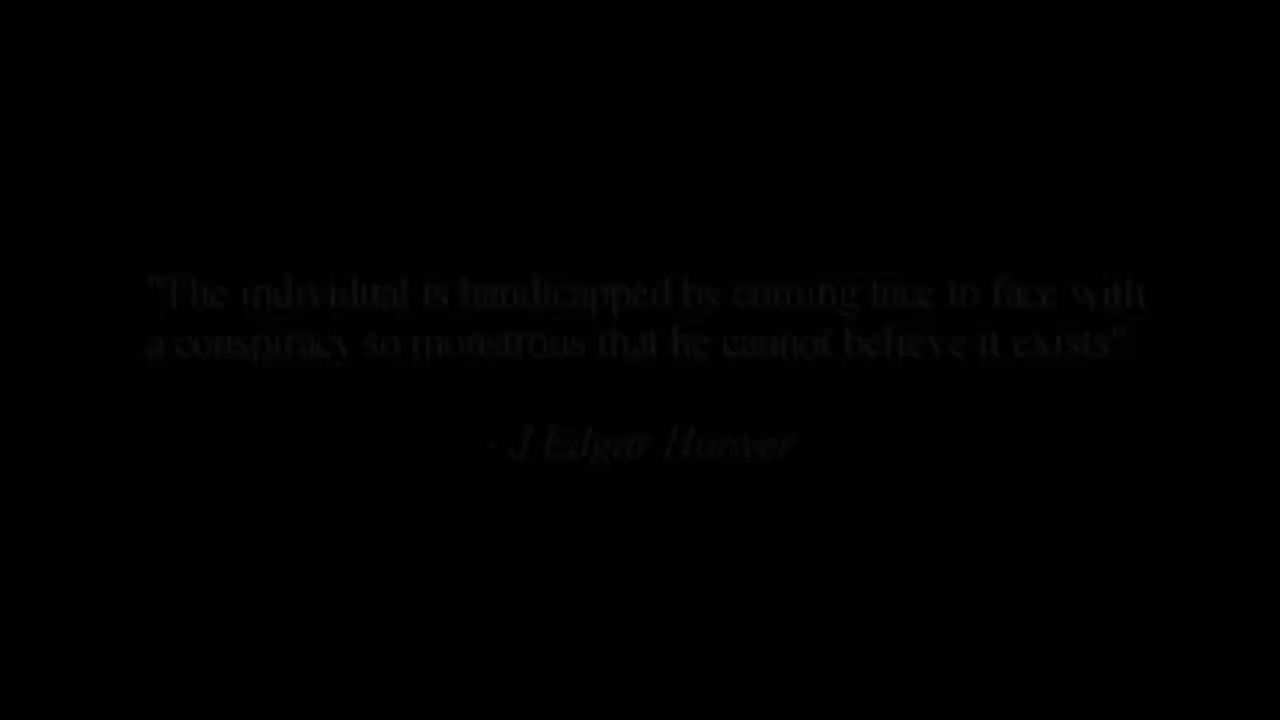 "The individual is handicapped by coming face to face with
a conspiracy so monstrous that he cannot believe it exists"
- J Edgar Hoover